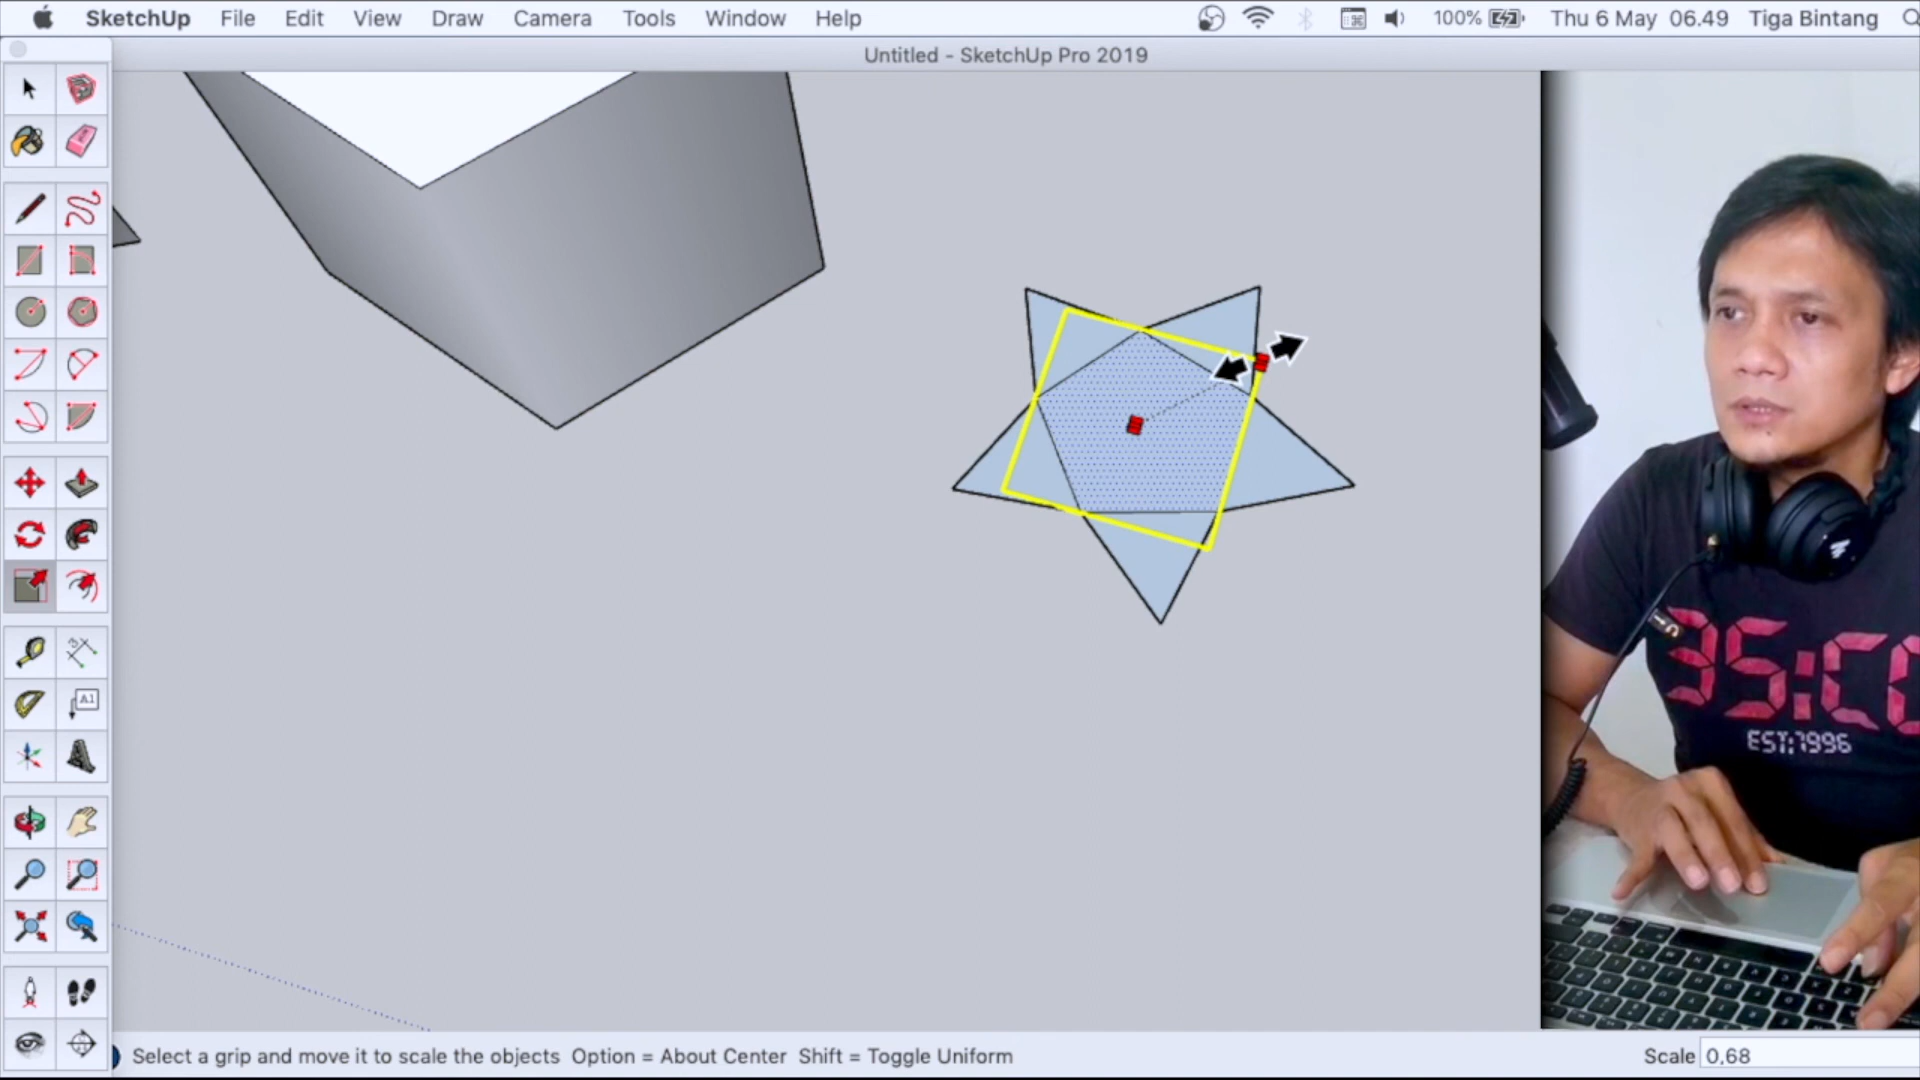 SketchUp File Edit View Draw Camera Tools Window Help 100% Thu 6 May 06.49 Tiga Bintang
Untitled - SketchUp Pro 2019
A1
35:CO
EST:1996
Select a grip and move it to scale the objects Option = About Center Shift = Toggle Uniform
Scale 0,68